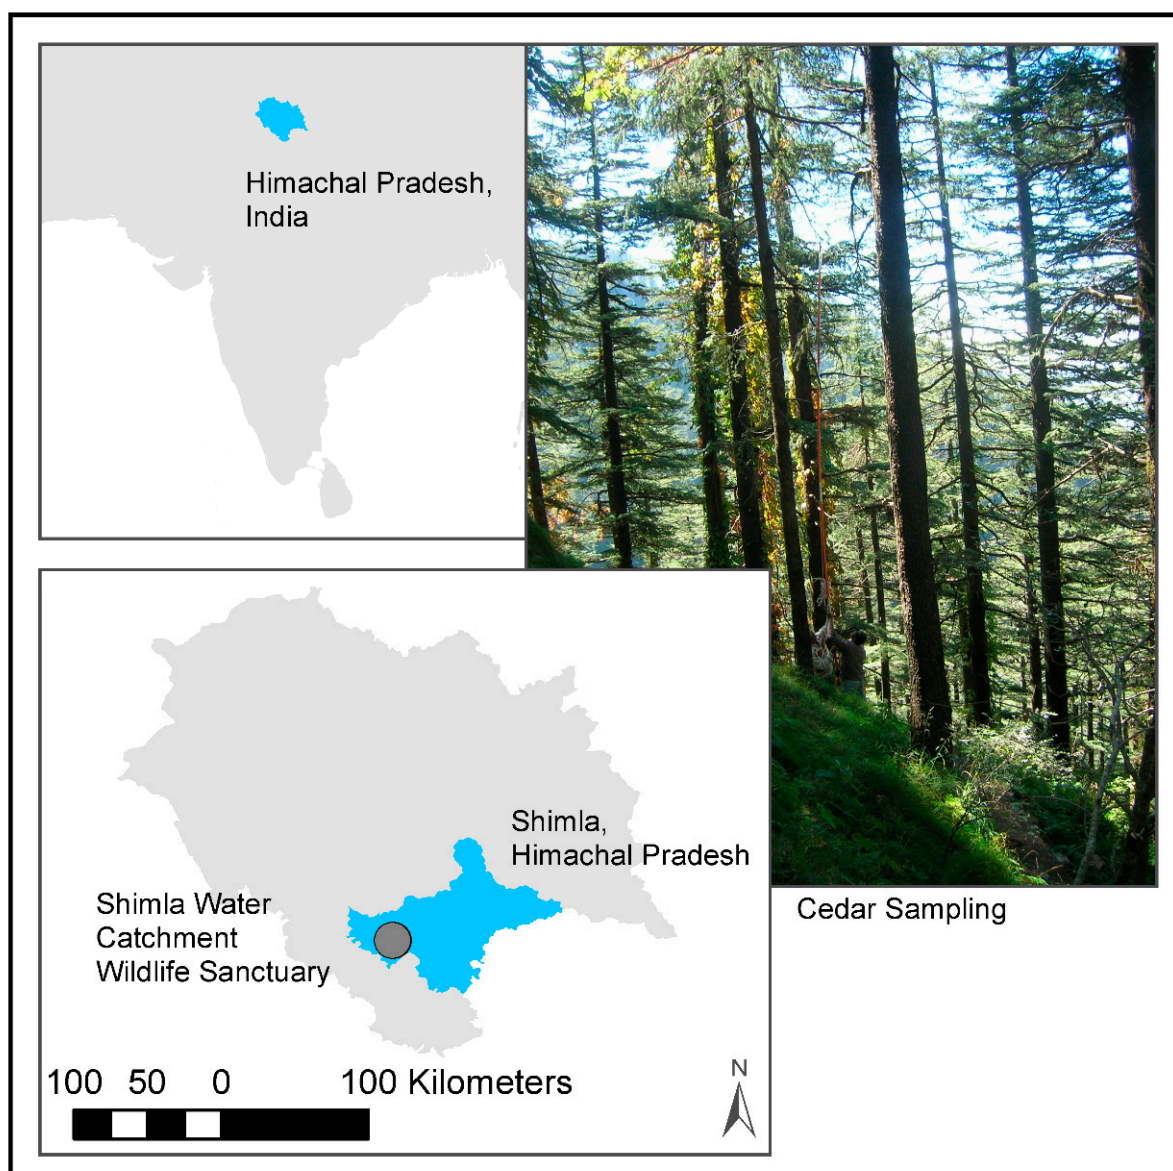 Himachal Pradesh,
India
Shimla,
Himachal Pradesh
Shimla Water
Catchment
Wildlife Sanctuary
Cedar Sampling
100 50 0 100 Kilometers
N